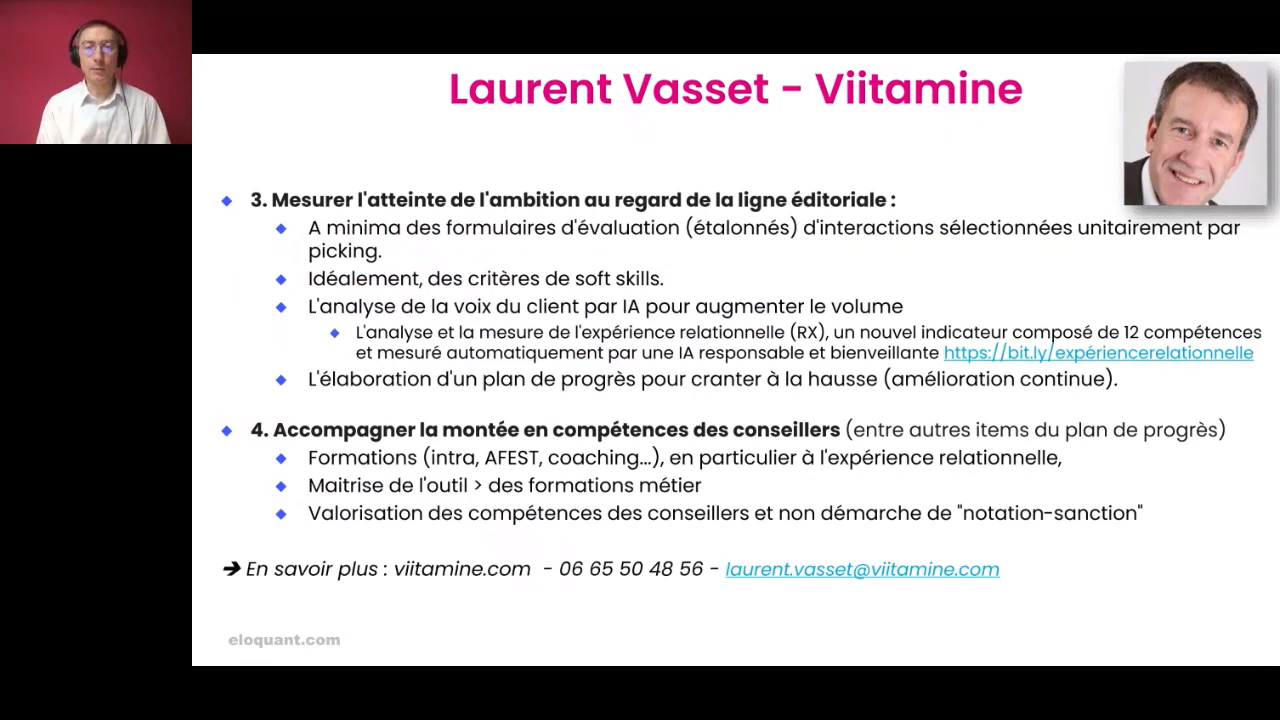 Laurent Vasset - Viitamine
3. Mesurer l'atteinte de l'ambition au regard de la ligne éditoriale :
A minima des formulaires d'évaluation (étalonnés) d'interactions sélectionnées unitairement par
picking.
Idéalement, des critères de soft skills.
L'analyse de la voix du client par IA pour augmenter le volume
L'analyse et la mesure de l'expérience relationnelle (RX), un nouvel indicateur composé de 12 compétences
et mesuré automatiquement par une IA responsable et bienveillante https://bit.ly/expériencerelationnelle
L'élaboration d'un plan de progrès pour cranter à la hausse (amélioration continue).
4. Accompagner la montée en compétences des conseillers (entre autres items du plan de progrès)
Formations (intra, AFEST, coaching...), en particulier à l'expérience relationnelle,
Maitrise de l'outil > des formations métier
Valorisation des compétences des conseillers et non démarche de "notation-sanction"
➔ En savoir plus : viitamine.com - 06 65 50 48 56 - laurent.vasset@viitamine.com
eloquant.com